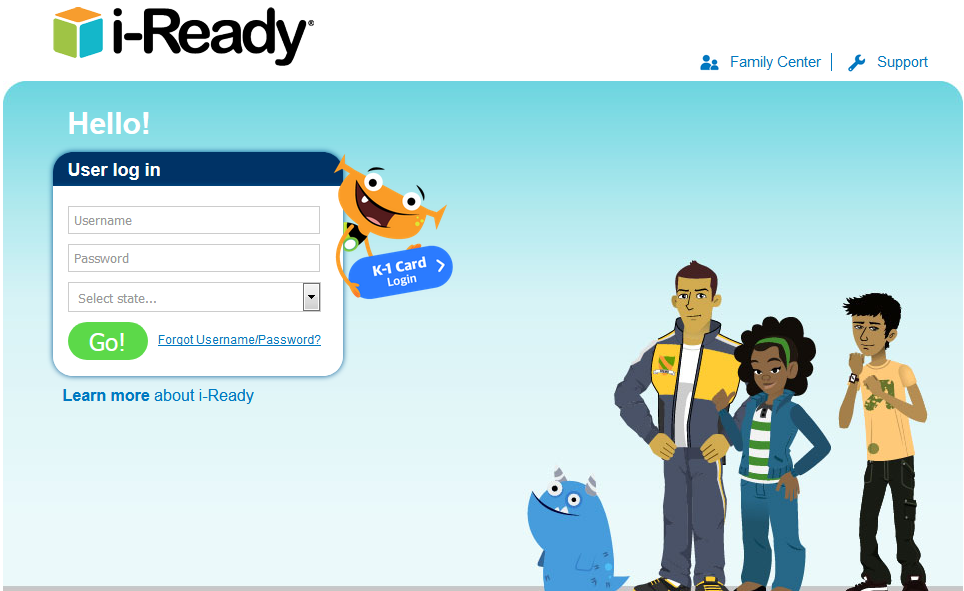 i-Ready®
Family Center | Support
Hello!
User log in
Username
Password
Select state...
Go! Forgot Username/Password?
K-1 Card
Login
Learn more about i-Ready